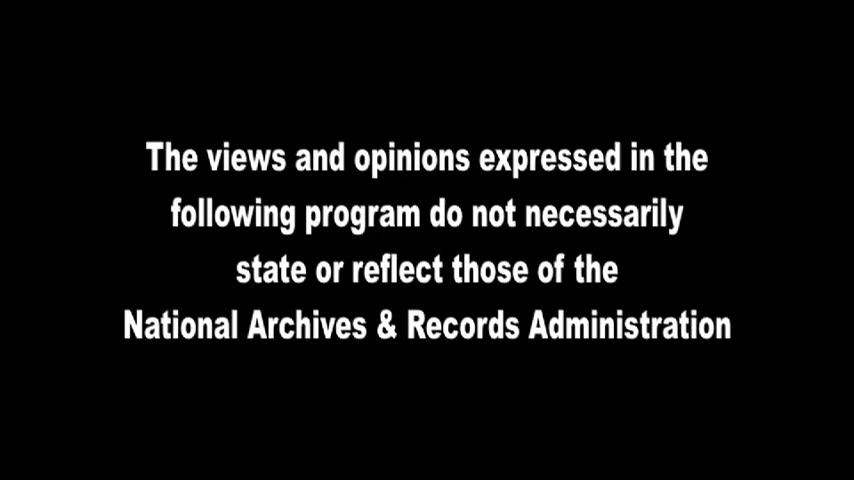 The views and opinions expressed in the
following program do not necessarily
state or reflect those of the
National Archives & Records Administration